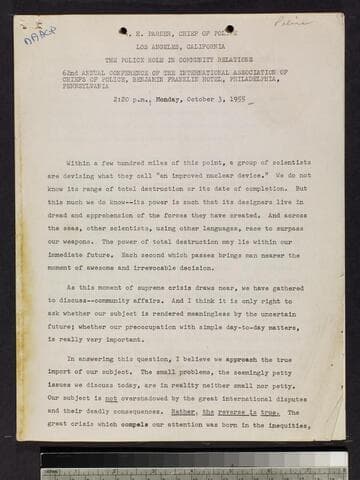 Police
NAACP
W. H. PARKER, CHIEF OF POLICE
LOS ANGELES, CALIFORNIA
THE POLICE ROLE IN COMMUNITY RELATIONS
62nd ANNUAL CONFERENCE OF THE INTERNATIONAL ASSOCIATION OF
CHIEFS OF POLICE, BENJAMIN FRANKLIN HOTEL, PHILADELPHIA,
PENNSYLVANIA
2:20 p.m., Monday, October 3, 1955
Within a few hundred miles of this point, a group of scientists
are devising what they call "an improved nuclear device." We do not
know its range of total destruction or its date of completion. But
this much we do know--its power is such that its designers live in
dread and apprehension of the forces they have created. And across
the seas, other scientists, using other languages, race to surpass
our weapons. The power of total destruction may lie within our
immediate future. Each second which passes brings man nearer the
moment of awesome and irrevocable decision.
As this moment of supreme crisis draws near, we have gathered
to discuss--community affairs. And I think it is only right to
ask whether our subject is rendered meaningless by the uncertain
future; whether our preoccupation with simple day-to-day matters,
is really very important.
In answering this question, I believe we approach the true
import of our subject. The small problems, the seemingly petty
issues we discuss today, are in reality neither small nor petty.
Our subject is not overshadowed by the great international disputes
and their deadly consequences. Rather, the reverse is true. The
great crisis which compels our attention was born in the inequities,